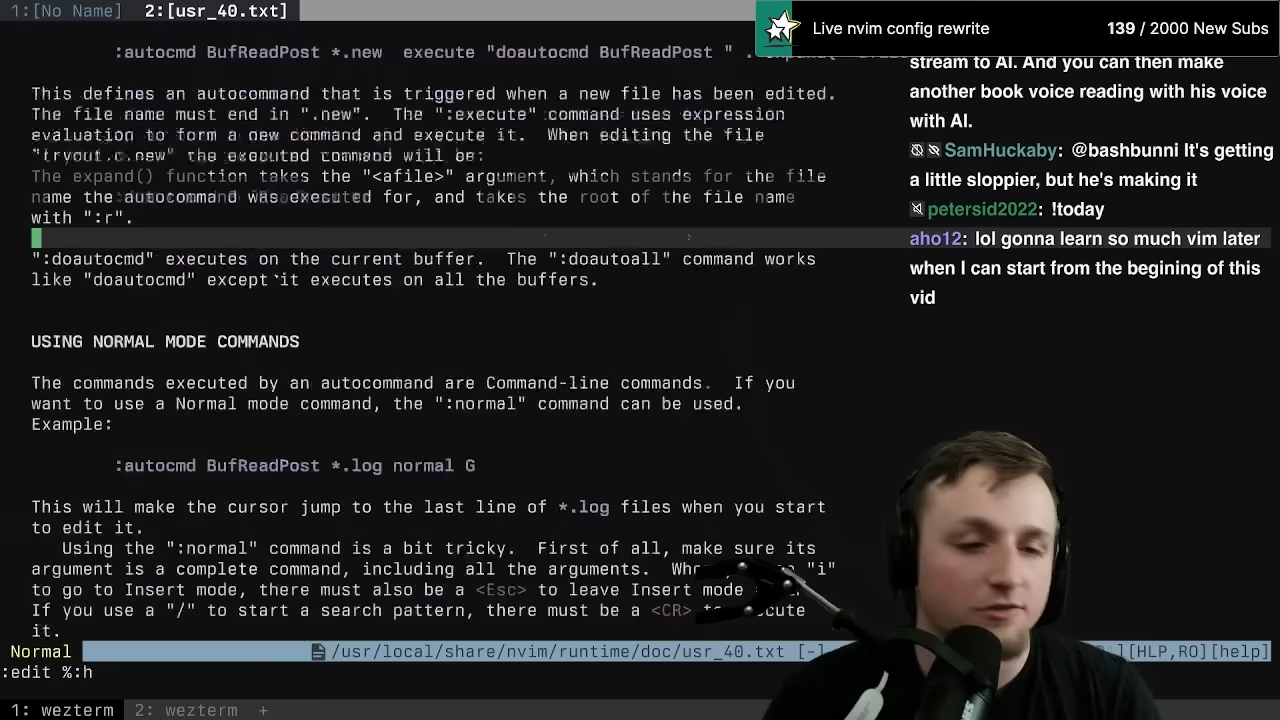 1:[No Name]  2:[usr_40.txt]
Live nvim config rewrite
139 / 2000 New Subs
:autocmd BufReadPost *.new  execute "doautocmd BufReadPost " .
This defines an autocommand that is triggered when a new file has been edited.
The file name must end in ".new".  The ":execute" command uses expression
evaluation to form a new command and execute it.  When editing the file
"tryout.c.new" the executed command will be:
The expand() function takes the "<afile>" argument, which stands for the file
name the autocommand was executed for, and takes the root of the file name
with ":r".
":doautocmd" executes on the current buffer.  The ":doautoall" command works
like "doautocmd" except it executes on all the buffers.
USING NORMAL MODE COMMANDS
The commands executed by an autocommand are Command-line commands.  If you
want to use a Normal mode command, the ":normal" command can be used.
Example:
:autocmd BufReadPost *.log normal G
This will make the cursor jump to the last line of *.log files when you start
to edit it.
Using the ":normal" command is a bit tricky.  First of all, make sure its
argument is a complete command, including all the arguments.  "i"
to go to Insert mode, there must also be a <Esc> to leave Insert mode
If you use a "/" to start a search pattern, there must be a <CR> to
it.
Normal
/usr/local/share/nvim/runtime/doc/usr_40.txt [-]
[HLP,RO][help]
:edit %:h
1: wezterm  2: wezterm  +
stream to AI. And you can then make
another book voice reading with his voice
with AI.
SamHuckaby: @bashbunni It's getting
a little sloppier, but he's making it
petersid2022: !today
aho12: lol gonna learn so much vim later
when I can start from the begining of this
vid